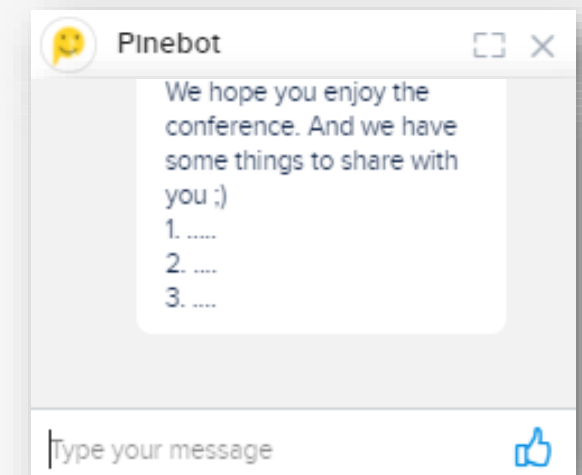 Pinebot
We hope you enjoy the
conference. And we have
some things to share with
you ;)
1. .....
2. ....
3. ....
Type your message